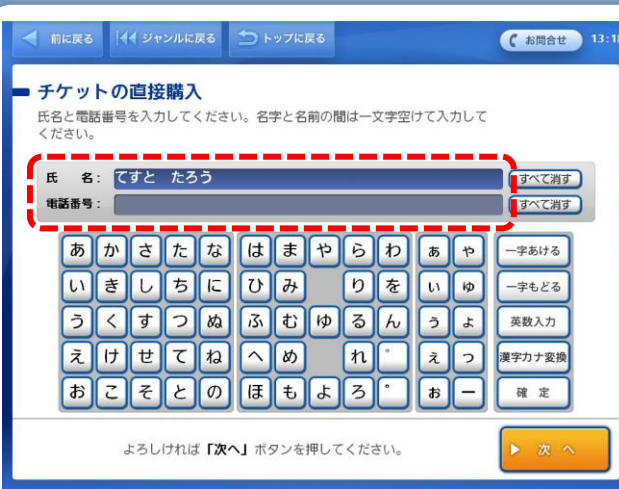 前に戻る ジャンルに戻る トップに戻る お問合せ 13:18
チケットの直接購入
氏名と電話番号を入力してください。名字と名前の間は一文字空けて入力して
ください。
氏 名: てすと たろう すべて消す
電話番号: すべて消す
あ か さ た な は ま や ら わ ぁ ゃ 一字あける
い き し ち に ひ み り を ぃ ゅ 一字もどる
う く す つ ぬ ふ む ゆ る ん ぅ ょ 英数入力
え け せ て ね へ め れ ゛ ぇ っ 漢字カナ変換
お こ そ と の ほ も よ ろ ゜ ぉ ー 確 定
よろしければ「次へ」ボタンを押してください。 次 へ